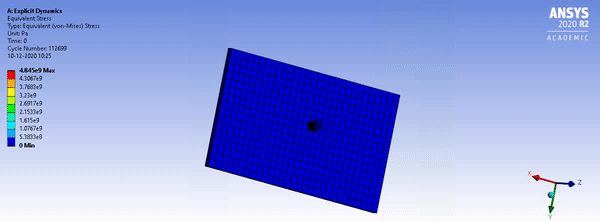 A: Explicit Dynamics
Equivalent Stress
Type: Equivalent (von-Mises) Stress
Unit: Pa
Time: 0
Cycle Number: 112699
10-12-2020 10:25
4.845e9 Max
4.3067e9
3.7683e9
3.23e9
2.6917e9
2.1533e9
1.615e9
1.0767e9
5.3833e8
0 Min
ANSYS
2020 R2
ACADEMIC
X
Z
Y